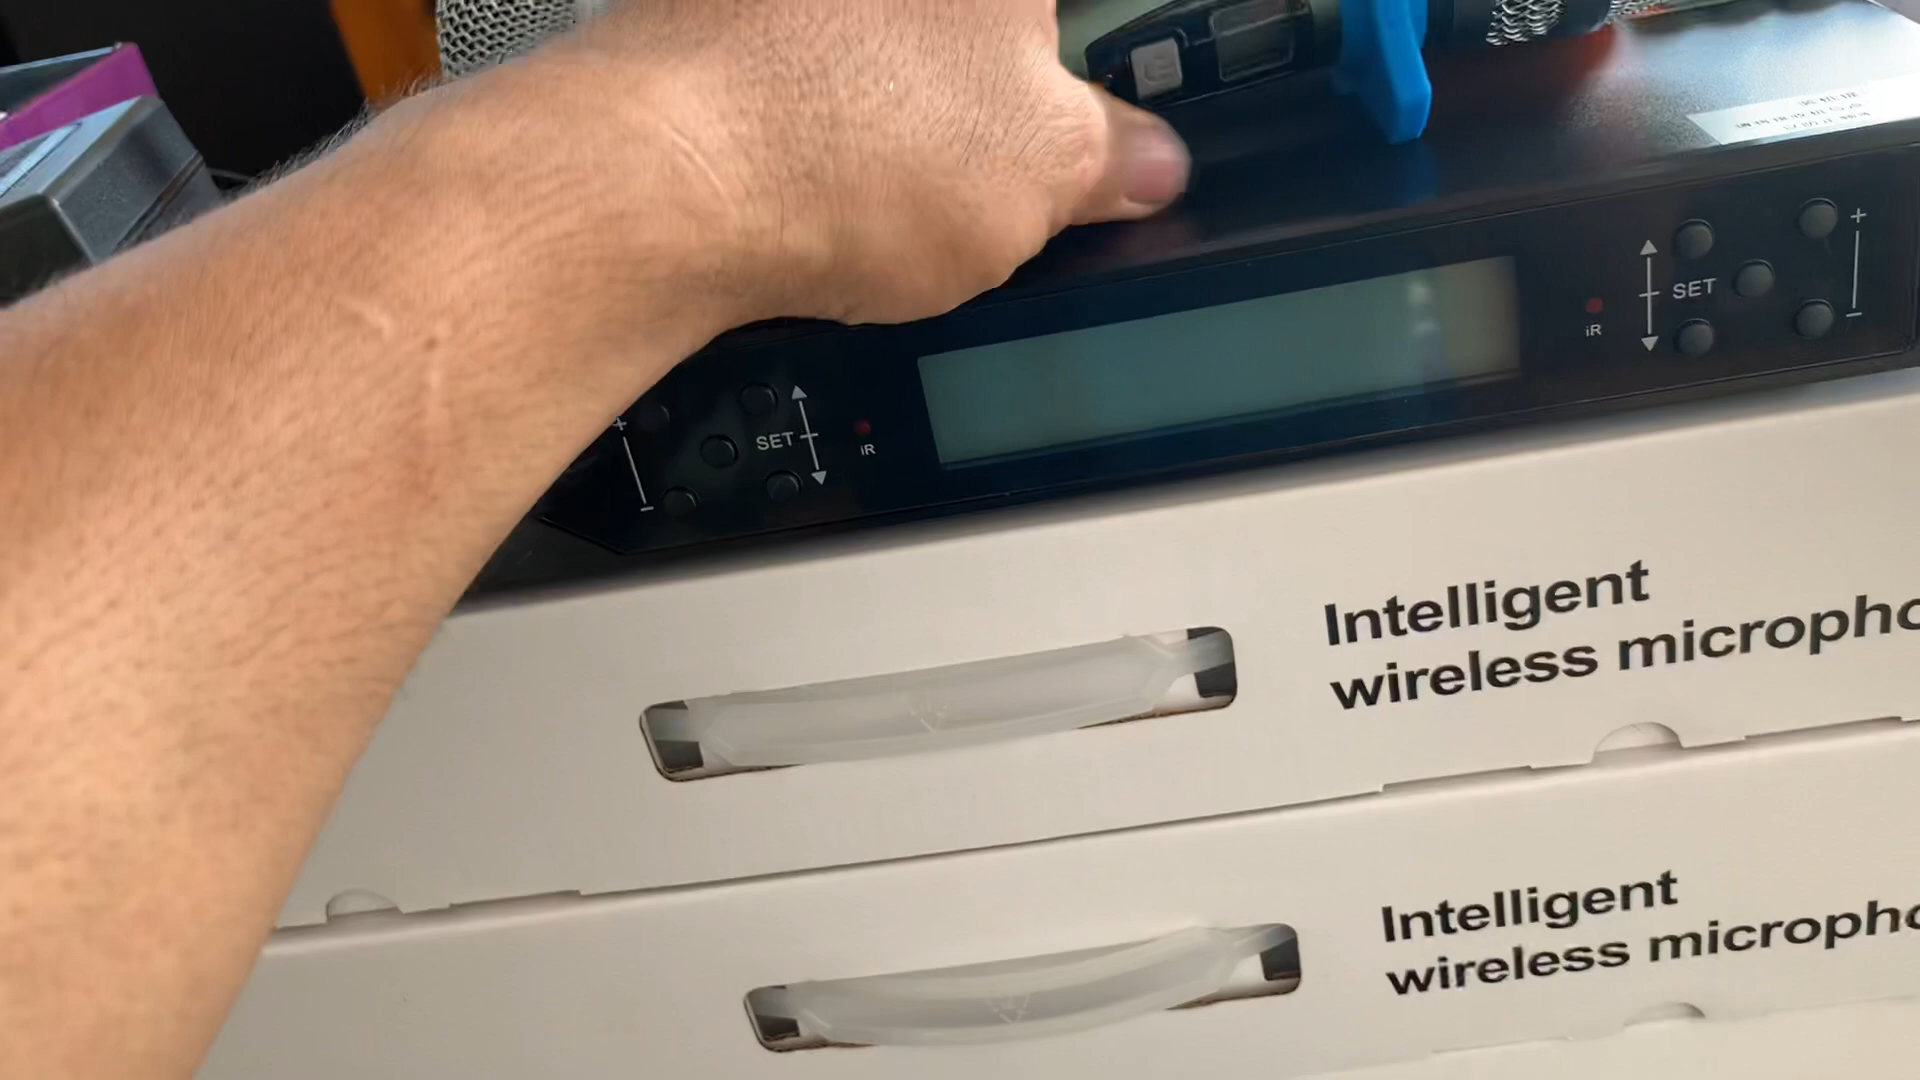 SET
iR
iR
SET
+
-
+
-
Intelligent
wireless micropho
Intelligent
wireless micropho